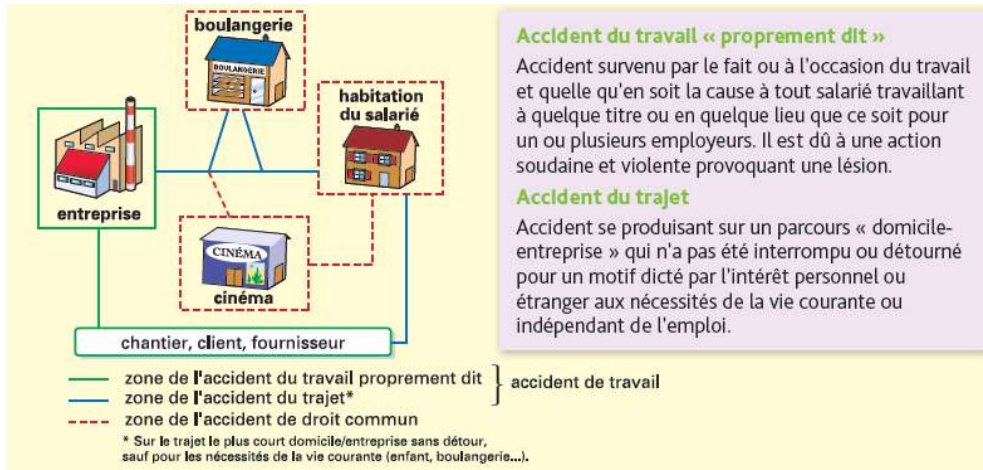 boulangerie
BOULANGERIE
habitation
du salarié
entreprise
CINÉMA
cinéma
chantier, client, fournisseur
zone de l'accident du travail proprement dit
accident de travail
zone de l'accident du trajet*
zone de l'accident de droit commun
* Sur le trajet le plus court domicile/entreprise sans détour,
sauf pour les nécessités de la vie courante (enfant, boulangerie...).
Accident du travail « proprement dit »
Accident survenu par le fait ou à l'occasion du travail
et quelle qu'en soit la cause à tout salarié travaillant
à quelque titre ou en quelque lieu que ce soit pour
un ou plusieurs employeurs. Il est dû à une action
soudaine et violente provoquant une lésion.
Accident du trajet
Accident se produisant sur un parcours « domicile-
entreprise » qui n'a pas été interrompu ou détourné
pour un motif dicté par l'intérêt personnel ou
étranger aux nécessités de la vie courante ou
indépendant de l'emploi.